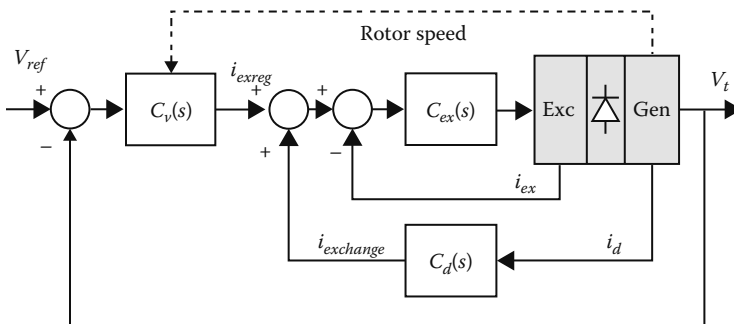 Rotor speed
V_ref
+
−
C_v(s)
i_exreg
+
+
+
−
C_ex(s)
Exc
Gen
V_t
i_ex
i_exchange
C_d(s)
i_d